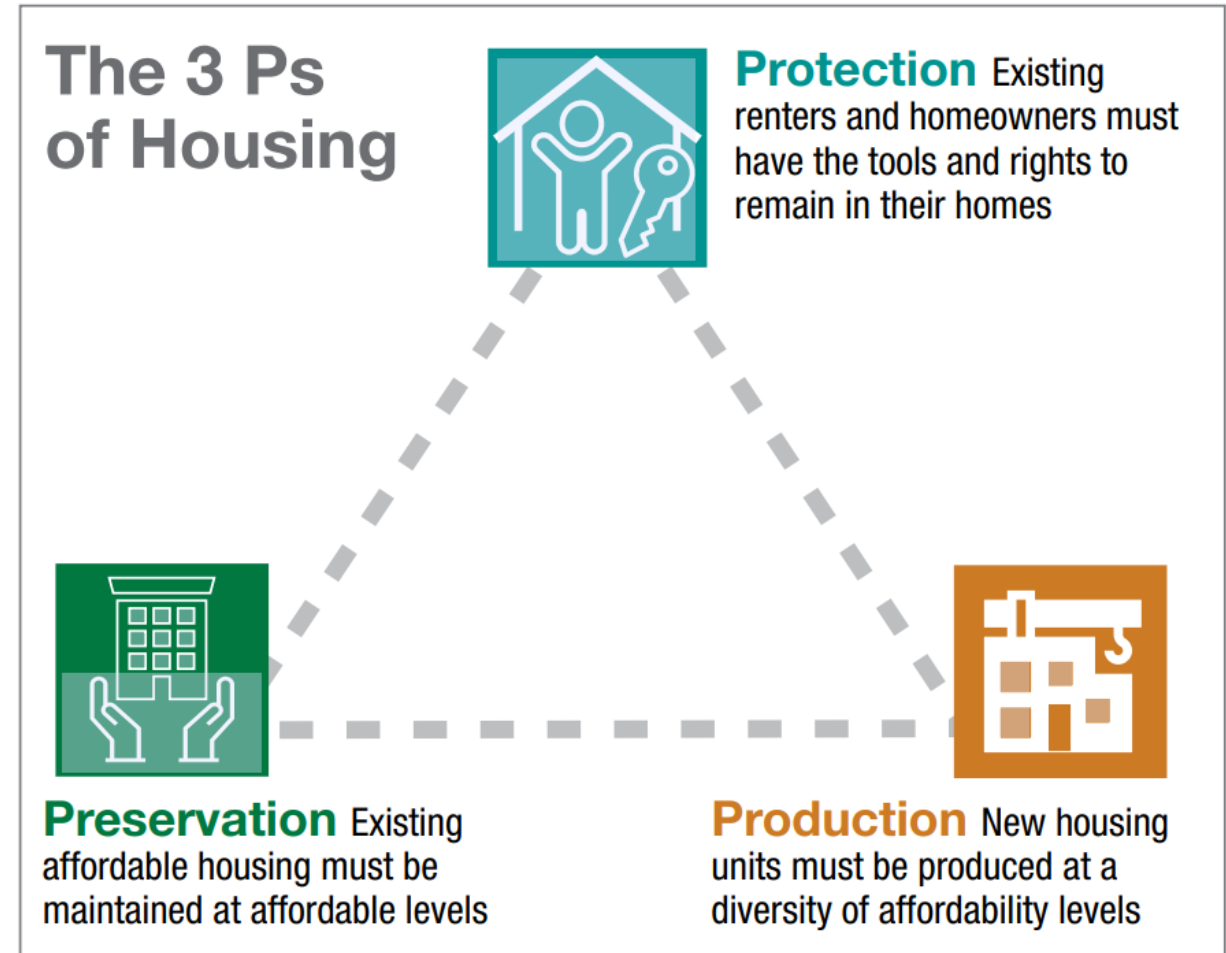 The 3 Ps
of Housing
Protection Existing
renters and homeowners must
have the tools and rights to
remain in their homes
Preservation Existing
affordable housing must be
maintained at affordable levels
Production New housing
units must be produced at a
diversity of affordability levels